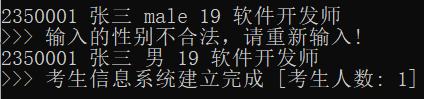 2350001 张三 male 19 软件开发师
>>> 输入的性别不合法，请重新输入!
2350001 张三 男 19 软件开发师
>>> 考生信息系统建立完成 [考生人数: 1]